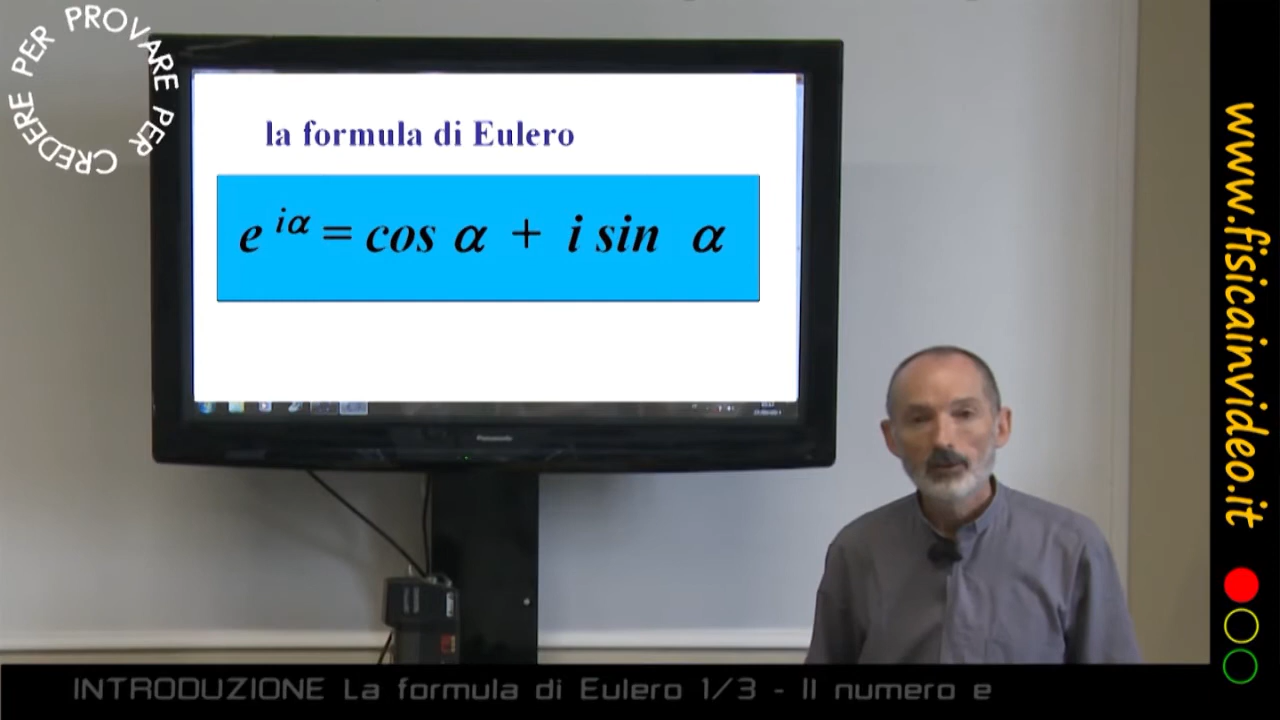 PROVARE PER CREDERE PER
la formula di Eulero
e^{iα} = cos α + i sin α
Panasonic
www.fisicainvideo.it
INTRODUZIONE La formula di Eulero 1/3 - Il numero e